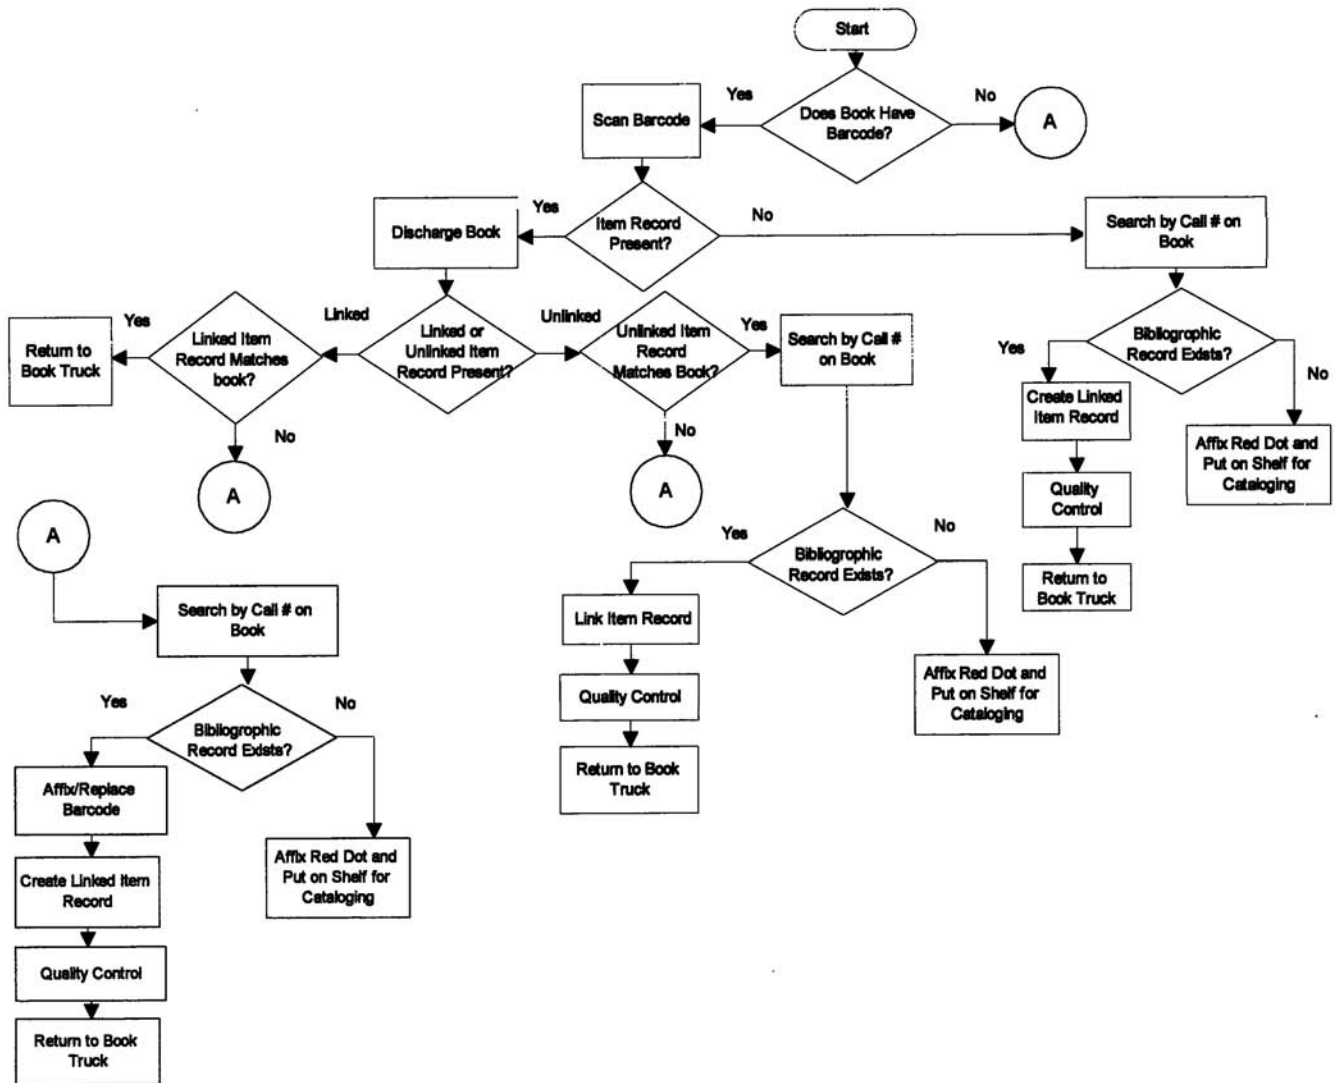 Start
Does Book Have
Barcode?
Yes
No
A
Scan Barcode
Item Record
Present?
Yes
No
Discharge Book
Search by Call # on
Book
Linked or
Unlinked Item
Record Present?
Linked
Unlinked
Linked Item
Record Matches
book?
Yes
Return to
Book Truck
No
A
Unlinked Item
Record
Matches Book?
Yes
No
A
Search by Call #
on Book
Bibliogrophic
Record Exists?
Yes
No
Create Linked
Item Record
Quality
Control
Return to
Book Truck
Affix Red Dot and
Put on Shelf for
Cataloging
Bibliogrophic
Record Exists?
Yes
No
Link Item Record
Quality Control
Return to Book
Truck
Affix Red Dot and
Put on Shelf for
Cataloging
A
Search by Call # on
Book
Bibliogrophic
Record Exists?
Yes
No
Affix/Replace
Barcode
Create Linked Item
Record
Quality Control
Return to Book
Truck
Affix Red Dot and
Put on Shelf for
Cataloging